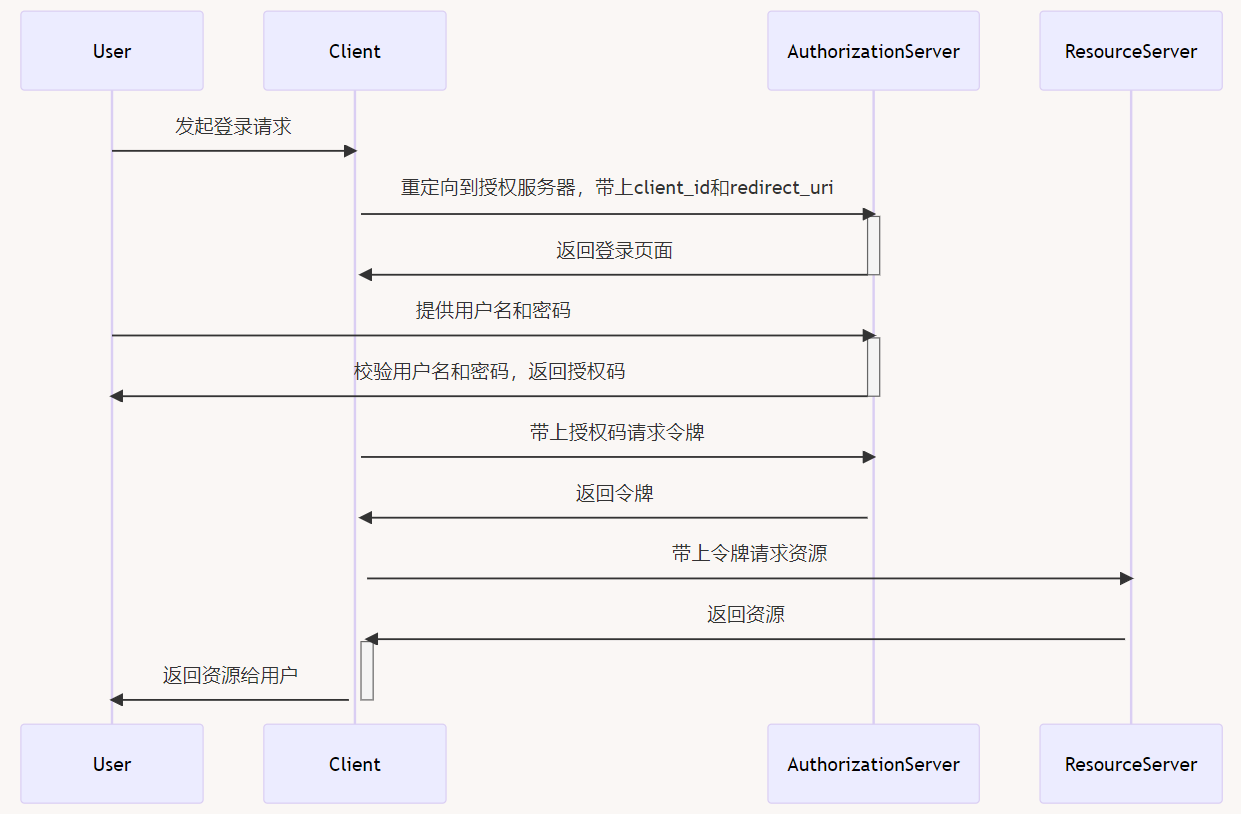 User
Client
AuthorizationServer
ResourceServer
发起登录请求
重定向到授权服务器，带上client_id和redirect_uri
返回登录页面
提供用户名和密码
校验用户名和密码，返回授权码
带上授权码请求令牌
返回令牌
带上令牌请求资源
返回资源
返回资源给用户
User
Client
AuthorizationServer
ResourceServer